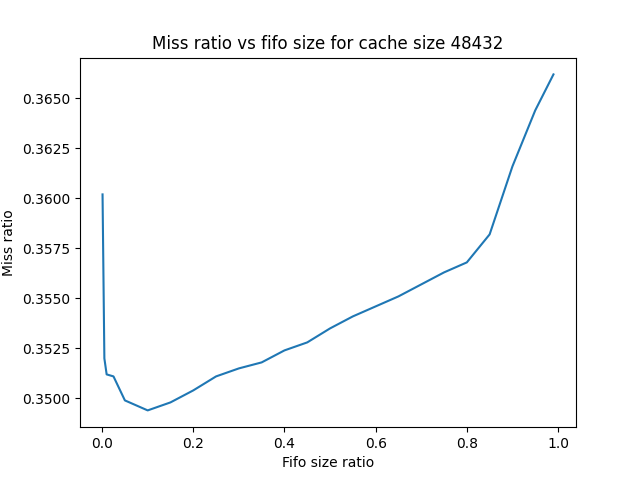 Miss ratio vs fifo size for cache size 48432
0.3650
0.3625
0.3600
0.3575
0.3550
0.3525
0.3500
Miss ratio
0.0 0.2 0.4 0.6 0.8 1.0
Fifo size ratio